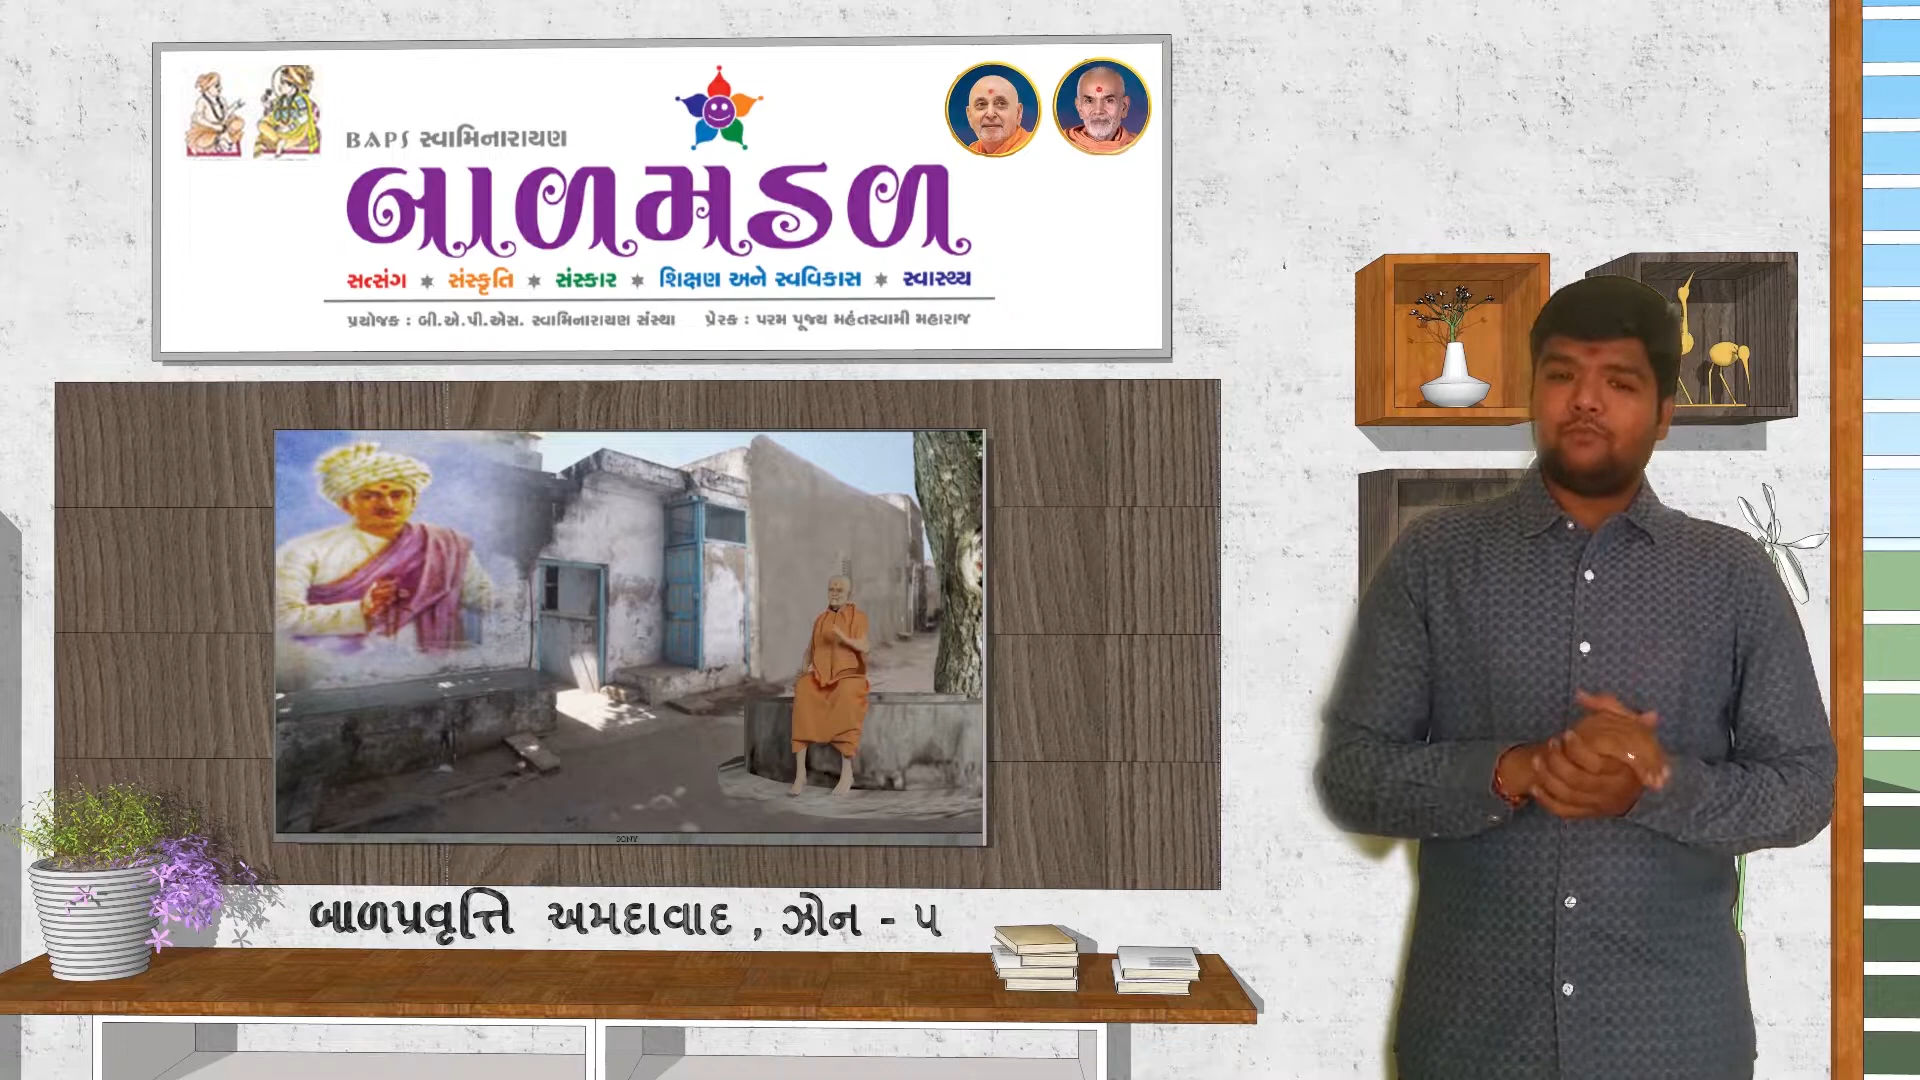 BAPS સ્વામિનારાયણ
બાળમંડળ
સત્સંગ * સંસ્કૃતિ * સંસ્કાર * શિક્ષણ અને સ્વવિકાસ * સ્વાસ્થ્ય
પ્રયોજક : બી.એ.પી.એસ. સ્વામિનારાયણ સંસ્થા પ્રેરક : પરમ પૂજ્ય મહંતસ્વામી મહારાજ
SONY
બાળપ્રવૃત્તિ અમદાવાદ , ઝોન - ૫